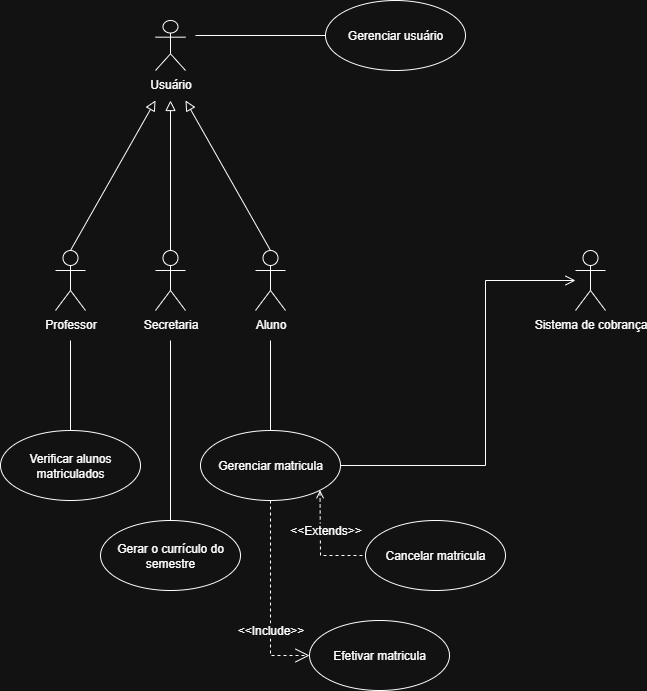 Gerenciar usuário
Usuário
Professor
Secretaria
Aluno
Sistema de cobrança
Verificar alunos
matriculados
Gerenciar matricula
<<Extends>>
Gerar o currículo do
semestre
Cancelar matricula
<<Include>>
Efetivar matricula